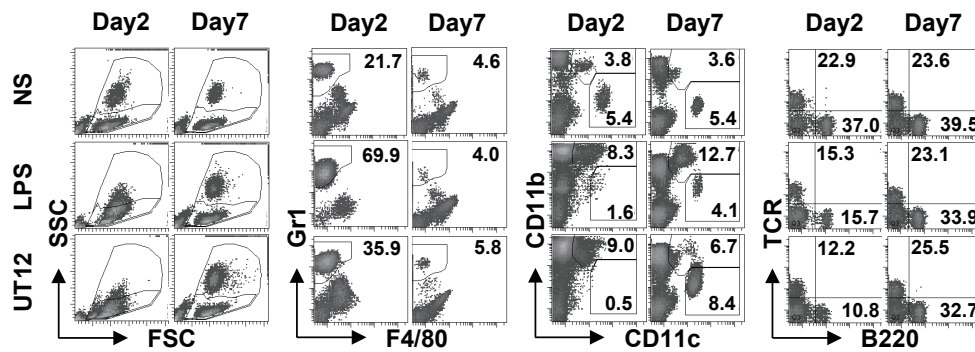 Day2 Day7 Day2 Day7 Day2 Day7 Day2 Day7
NS
21.7 4.6 3.8 3.6 22.9 23.6
5.4 5.4 37.0 39.5
LPS
69.9 4.0 8.3 12.7 15.3 23.1
1.6 4.1 15.7 33.9
UT12
35.9 5.8 9.0 6.7 12.2 25.5
0.5 8.4 10.8 32.7
SSC
Gr1
CD11b
TCR
FSC F4/80 CD11c B220